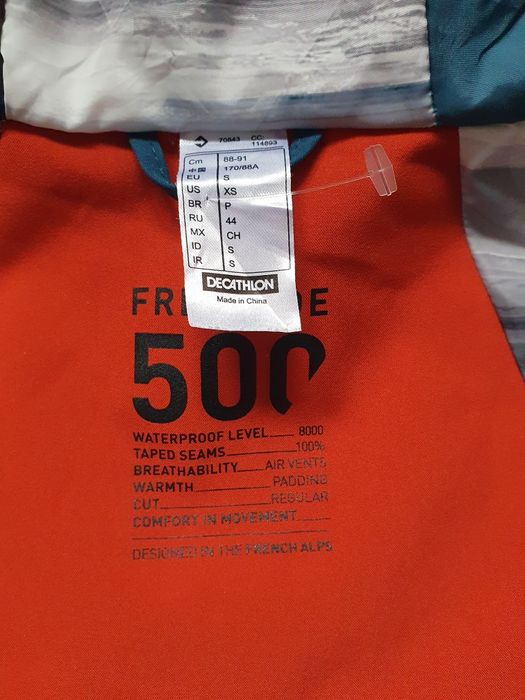 70843 CC:
114893
Cm 88-91
中国 170/88A
EU S
US XS
BR P
RU 44
MX CH
ID S
IR S
DECATHLON
Made in China
500
WATERPROOF LEVEL 8000
TAPED SEAMS 100%
BREATHABILITY AIR VENTS
WARMTH PADDING
CUT REGULAR
COMFORT IN MOVEMENT
DESIGNED IN THE FRENCH ALPS